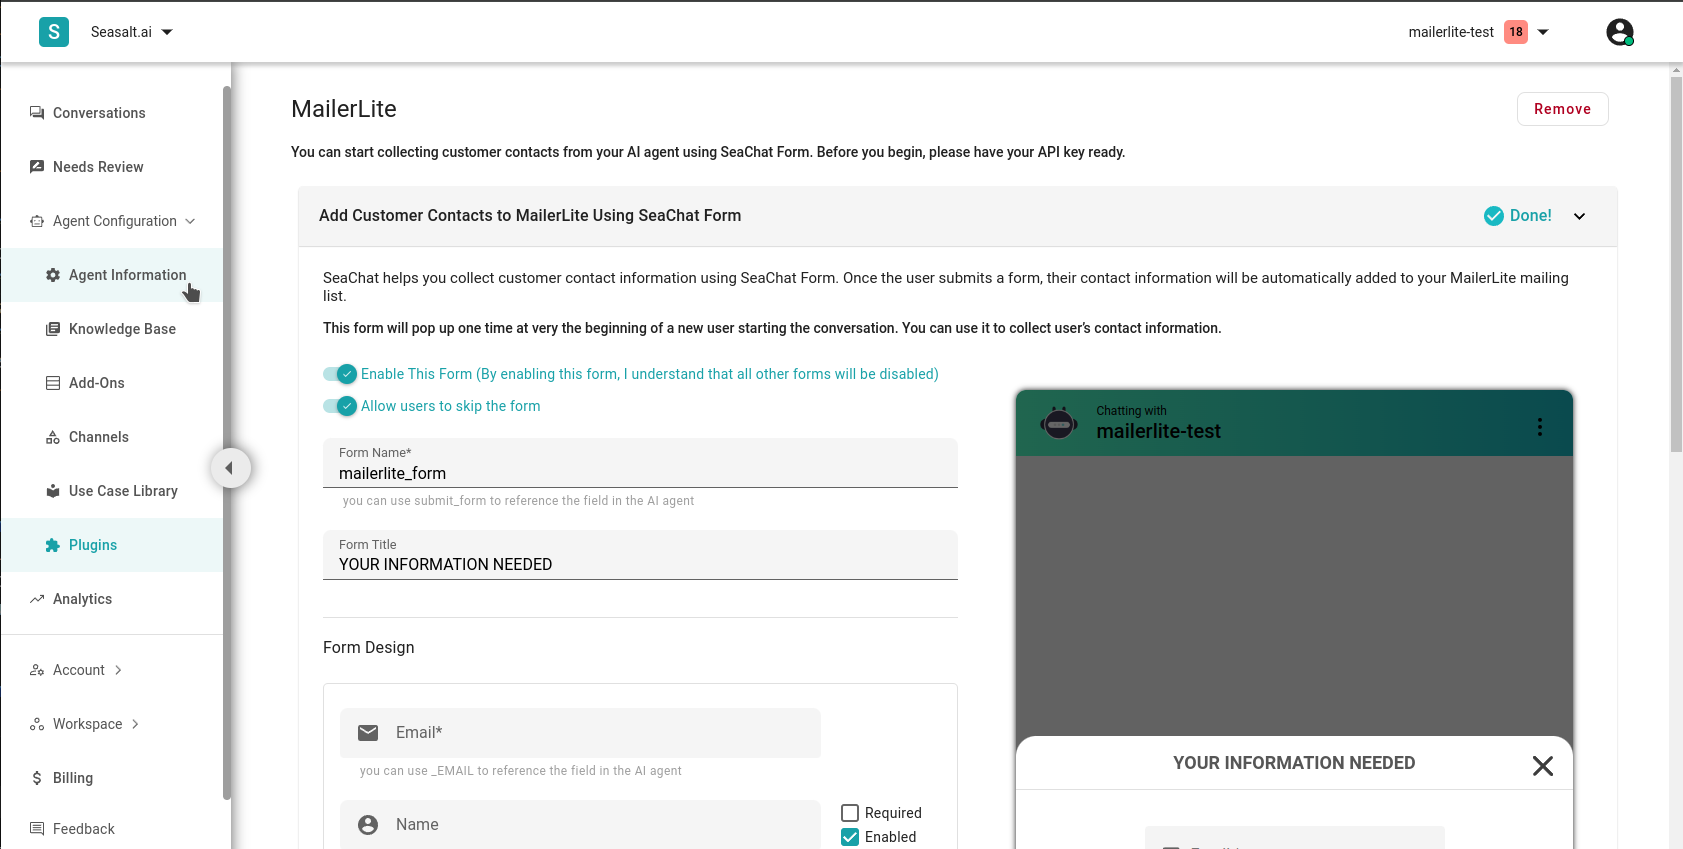 S
Seasalt.ai
mailerlite-test 18
Conversations
Needs Review
Agent Configuration
Agent Information
Knowledge Base
Add-Ons
Channels
Use Case Library
Plugins
Analytics
Account
Workspace
Billing
Feedback
MailerLite
Remove
You can start collecting customer contacts from your AI agent using SeaChat Form. Before you begin, please have your API key ready.
Add Customer Contacts to MailerLite Using SeaChat Form
Done!
SeaChat helps you collect customer contact information using SeaChat Form. Once the user submits a form, their contact information will be automatically added to your MailerLite mailing
list.
This form will pop up one time at very the beginning of a new user starting the conversation. You can use it to collect user's contact information.
Enable This Form (By enabling this form, I understand that all other forms will be disabled)
Allow users to skip the form
Form Name*
mailerlite_form
you can use submit_form to reference the field in the AI agent
Form Title
YOUR INFORMATION NEEDED
Form Design
Email*
you can use _EMAIL to reference the field in the AI agent
Name
Required
Enabled
Chatting with
mailerlite-test
YOUR INFORMATION NEEDED